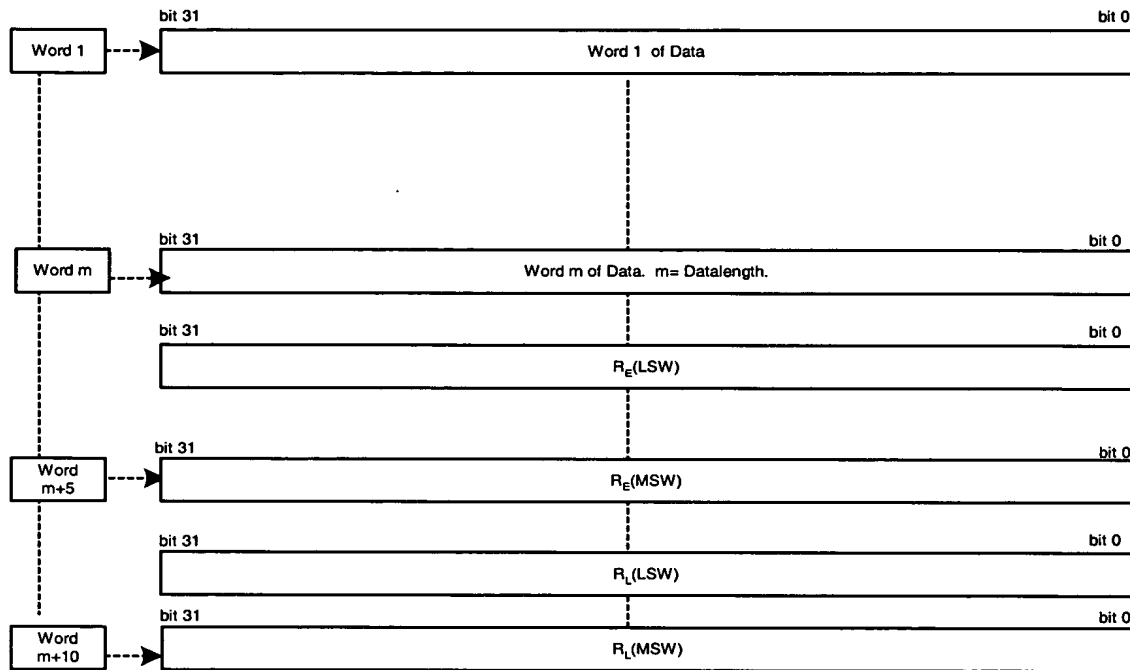 bit 31 bit 0
Word 1 Word 1 of Data
bit 31 bit 0
Word m Word m of Data. m= Datalength.
bit 31 bit 0
R_E(LSW)
bit 31 bit 0
Word
m+5
R_E(MSW)
bit 31 bit 0
R_L(LSW)
bit 31 bit 0
Word
m+10
R_L(MSW)